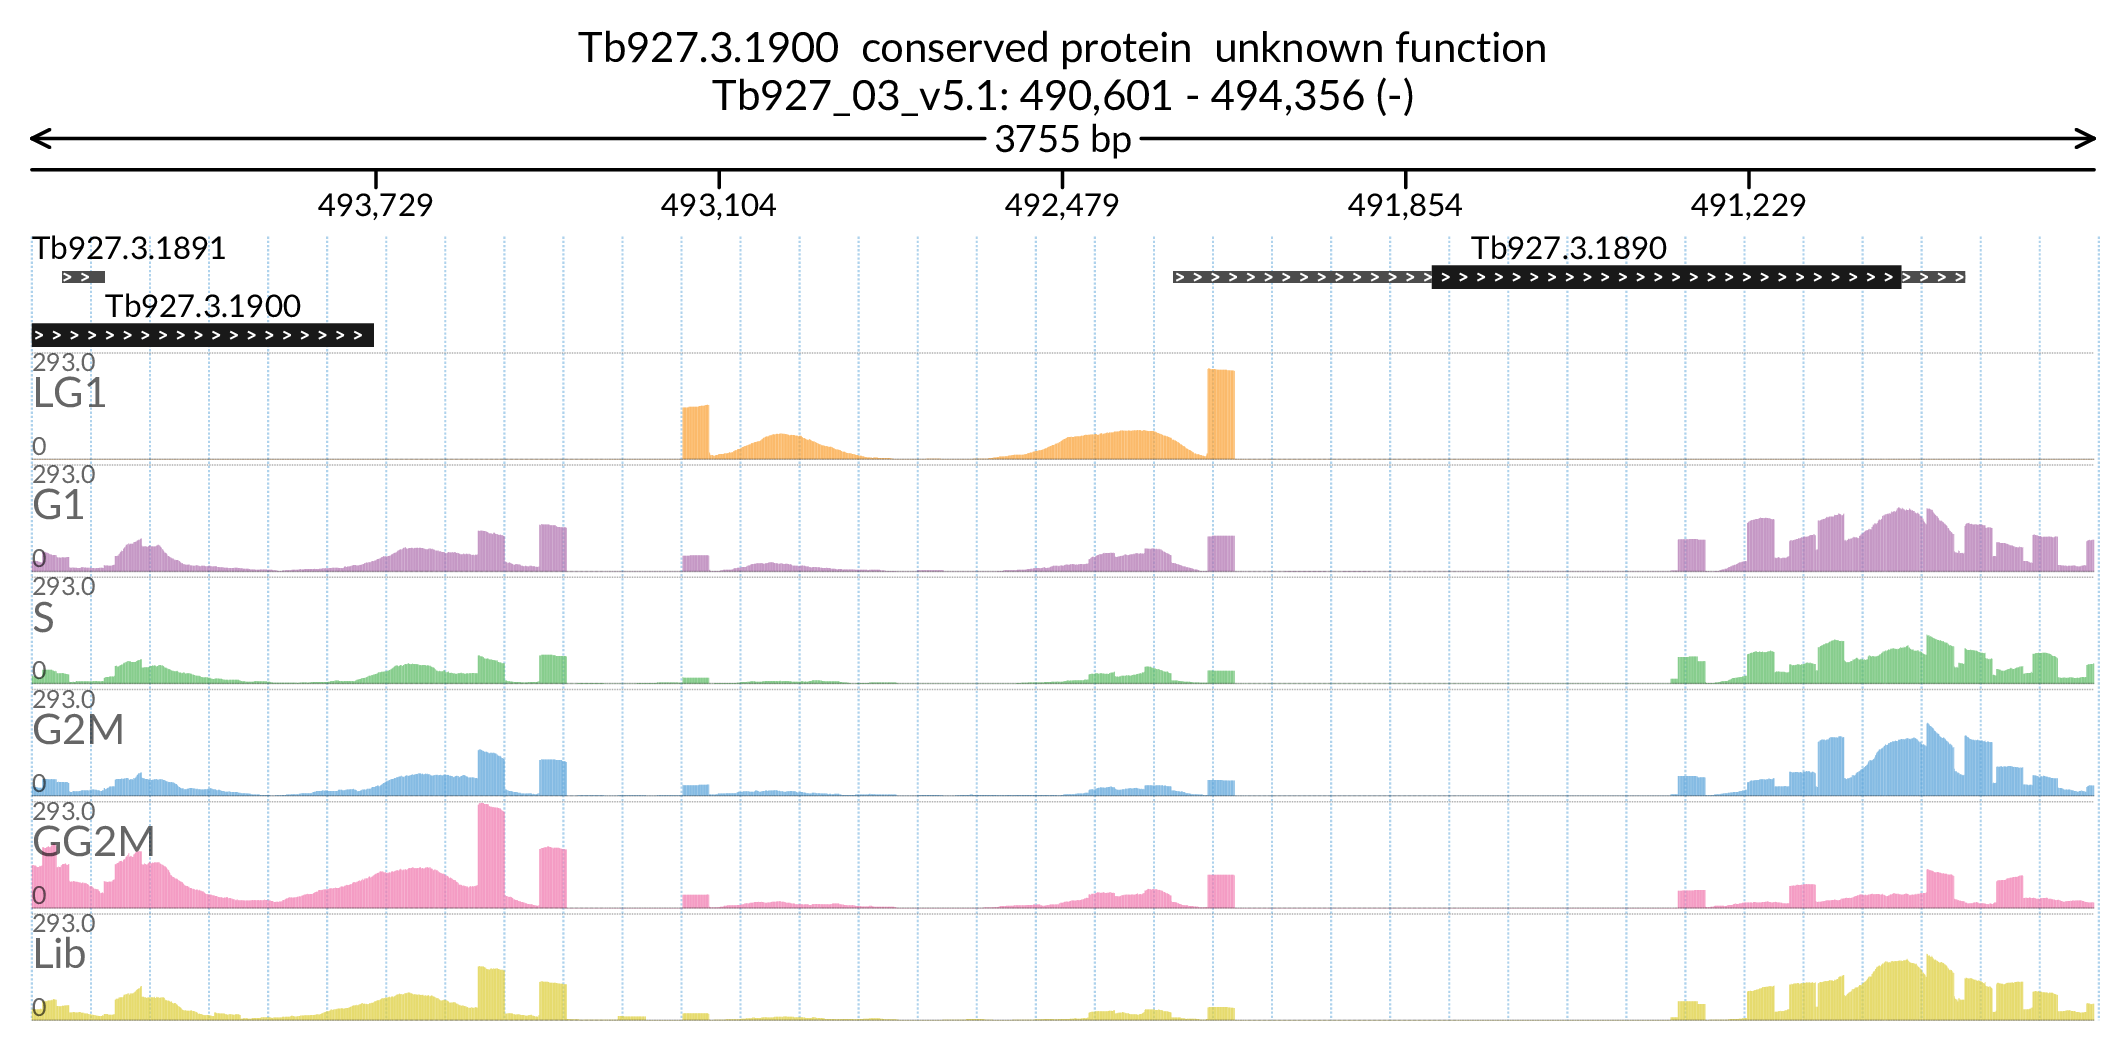 Tb927.3.1900  conserved protein  unknown function
Tb927_03_v5.1: 490,601 - 494,356 (-)
3755 bp
493,729 493,104 492,479 491,854 491,229
Tb927.3.1891 Tb927.3.1890
Tb927.3.1900
293.0
LG1
0
293.0
G1
0
293.0
S
0
293.0
G2M
0
293.0
GG2M
0
293.0
Lib
0